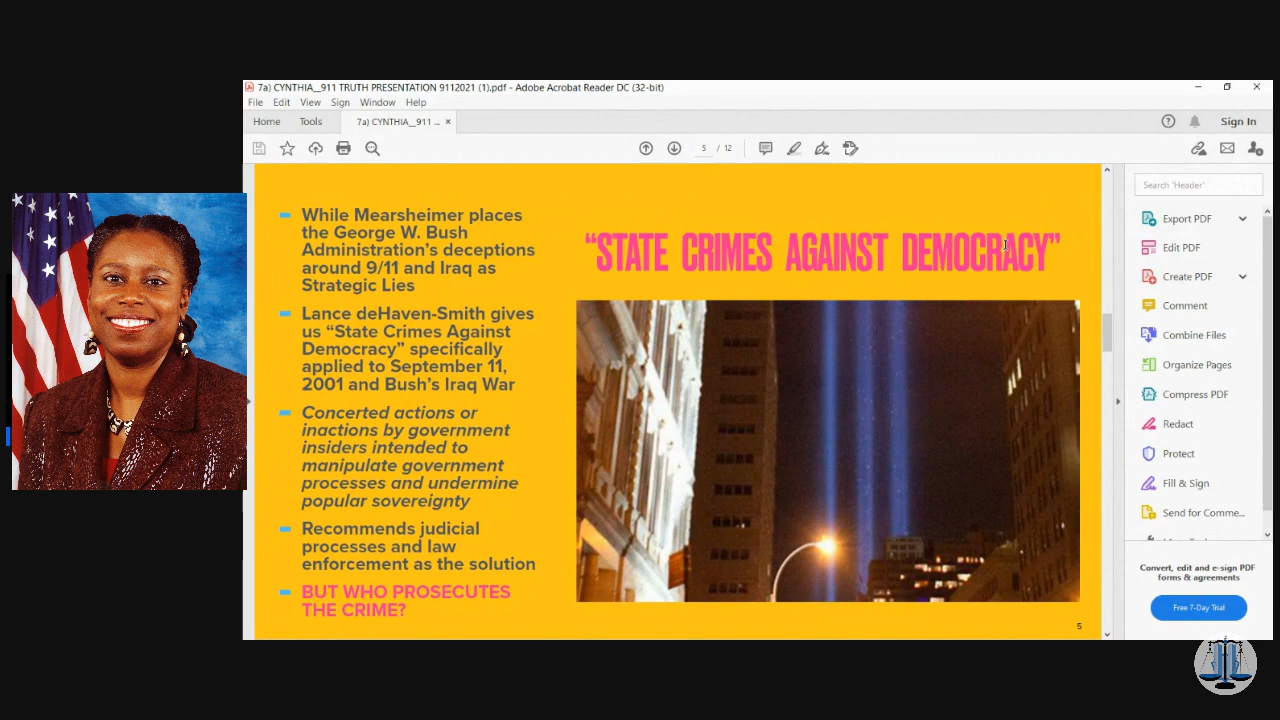 7a) CYNTHIA__911 TRUTH PRESENTATION 9112021 (1).pdf - Adobe Acrobat Reader DC (32-bit)
File Edit View Sign Window Help
Home Tools 7a) CYNTHIA__911 ... × Sign In
5 / 12
While Mearsheimer places
the George W. Bush
Administration's deceptions
around 9/11 and Iraq as
Strategic Lies
Lance deHaven-Smith gives
us “State Crimes Against
Democracy” specifically
applied to September 11,
2001 and Bush's Iraq War
Concerted actions or
inactions by government
insiders intended to
manipulate government
processes and undermine
popular sovereignty
Recommends judicial
processes and law
enforcement as the solution
BUT WHO PROSECUTES
THE CRIME?
“STATE CRIMES AGAINST DEMOCRACY”
5
Search 'Header'
Export PDF
Edit PDF
Create PDF
Comment
Combine Files
Organize Pages
Compress PDF
Redact
Protect
Fill & Sign
Send for Comme...
Convert, edit and e-sign PDF
forms & agreements
Free 7-Day Trial